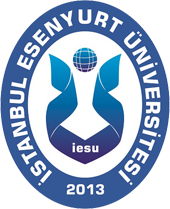 İSTANBUL ESENYURT ÜNİVERSİTESİ
iesu
2013